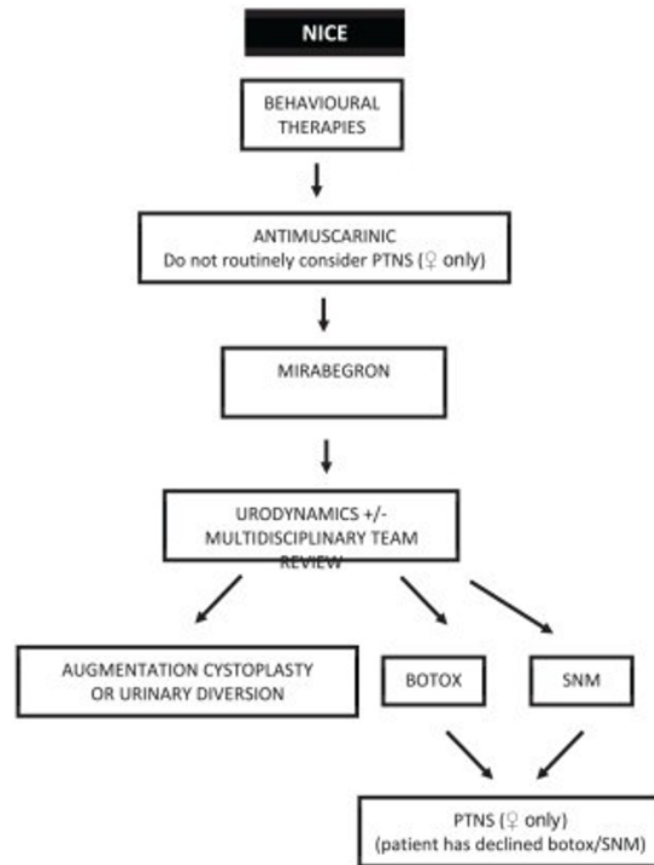 NICE
BEHAVIOURAL
THERAPIES
ANTIMUSCARINIC
Do not routinely consider PTNS (♀ only)
MIRABEGRON
URODYNAMICS +/-
MULTIDISCIPLINARY TEAM
REVIEW
AUGMENTATION CYSTOPLASTY
OR URINARY DIVERSION
BOTOX
SNM
PTNS (♀ only)
(patient has declined botox/SNM)